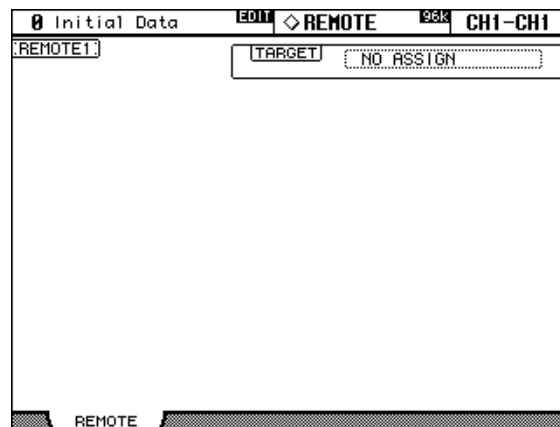 0 Initial Data EDIT ◇REMOTE 96k CH1-CH1
REMOTE1
TARGET NO ASSIGN
REMOTE